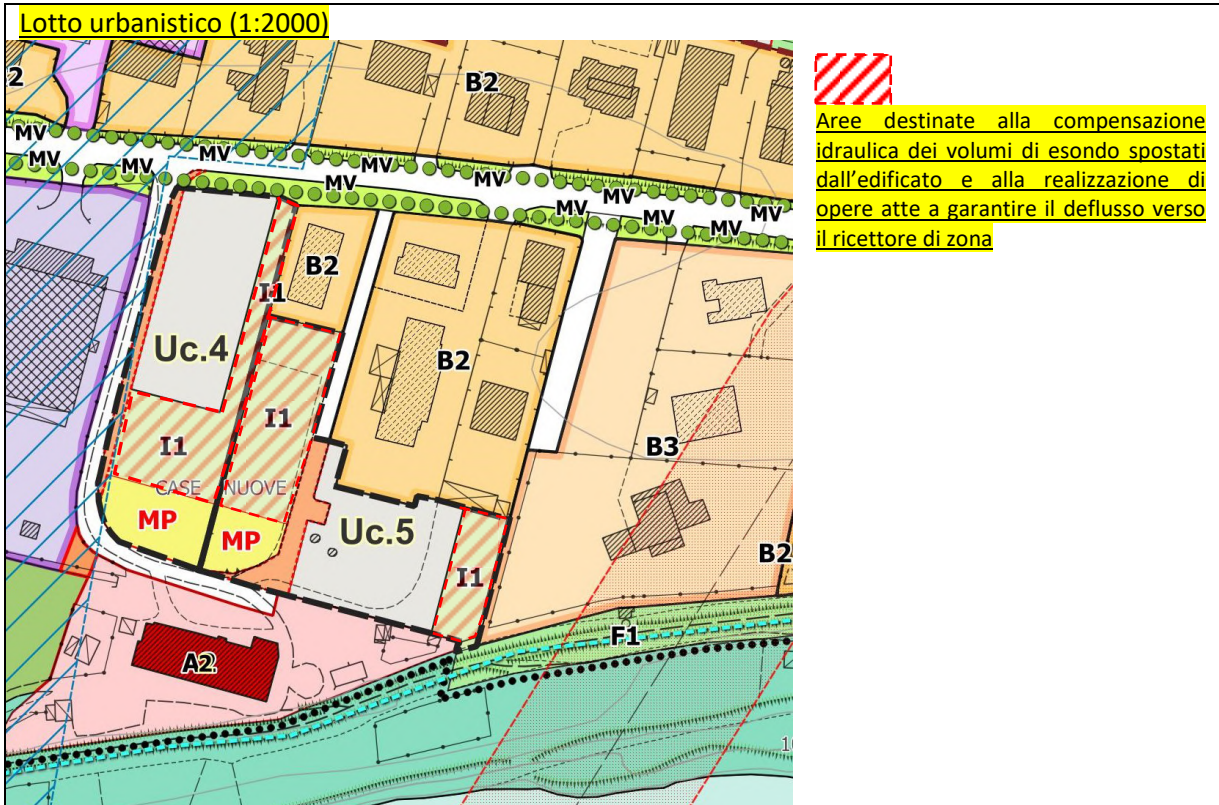 Lotto urbanistico (1:2000)
Aree destinate alla compensazione
idraulica dei volumi di esondo spostati
dall'edificato e alla realizzazione di
opere atte a garantire il deflusso verso
il ricettore di zona
2
B2
MV
MV
MV
MV
MV
MV
MV
MV
MV
MV
MV
B2
I1
Uc.4
B2
I1
I1
B3
CASE NUOVE
MP
MP
Uc.5
I1
B2
F1
A2